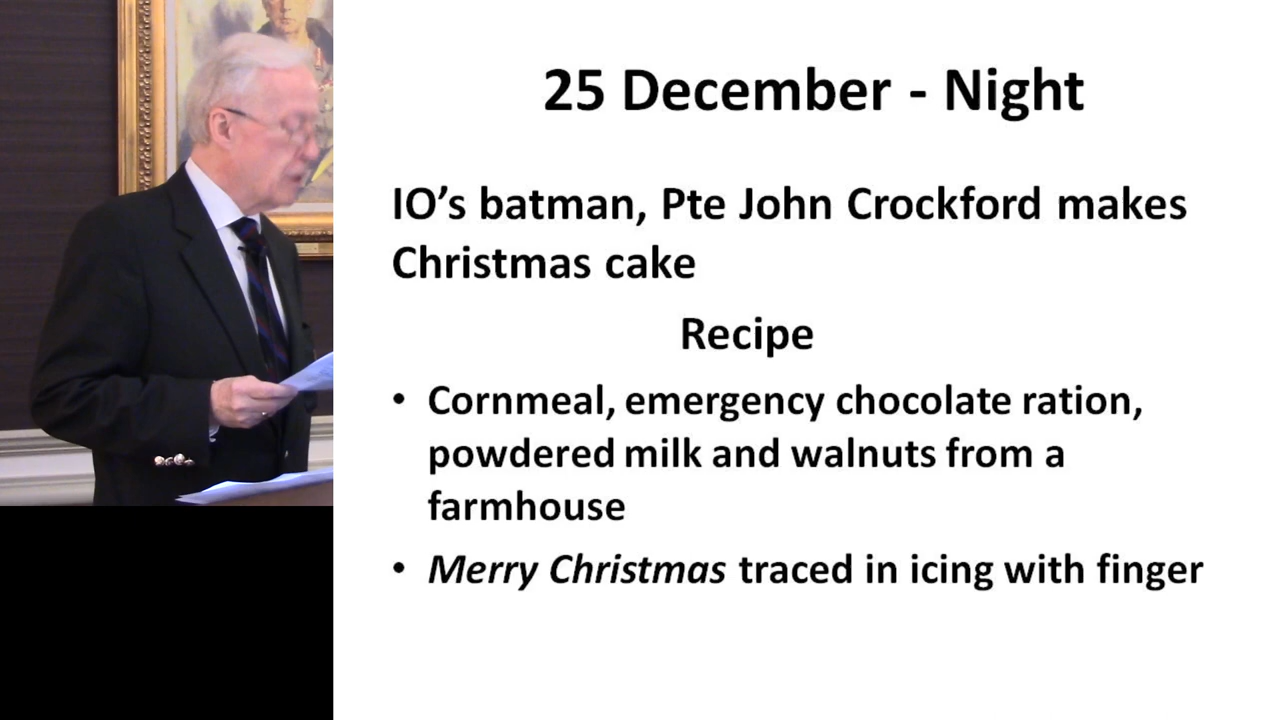 25 December - Night
IO’s batman, Pte John Crockford makes
Christmas cake
Recipe
• Cornmeal, emergency chocolate ration,
powdered milk and walnuts from a
farmhouse
• Merry Christmas traced in icing with finger